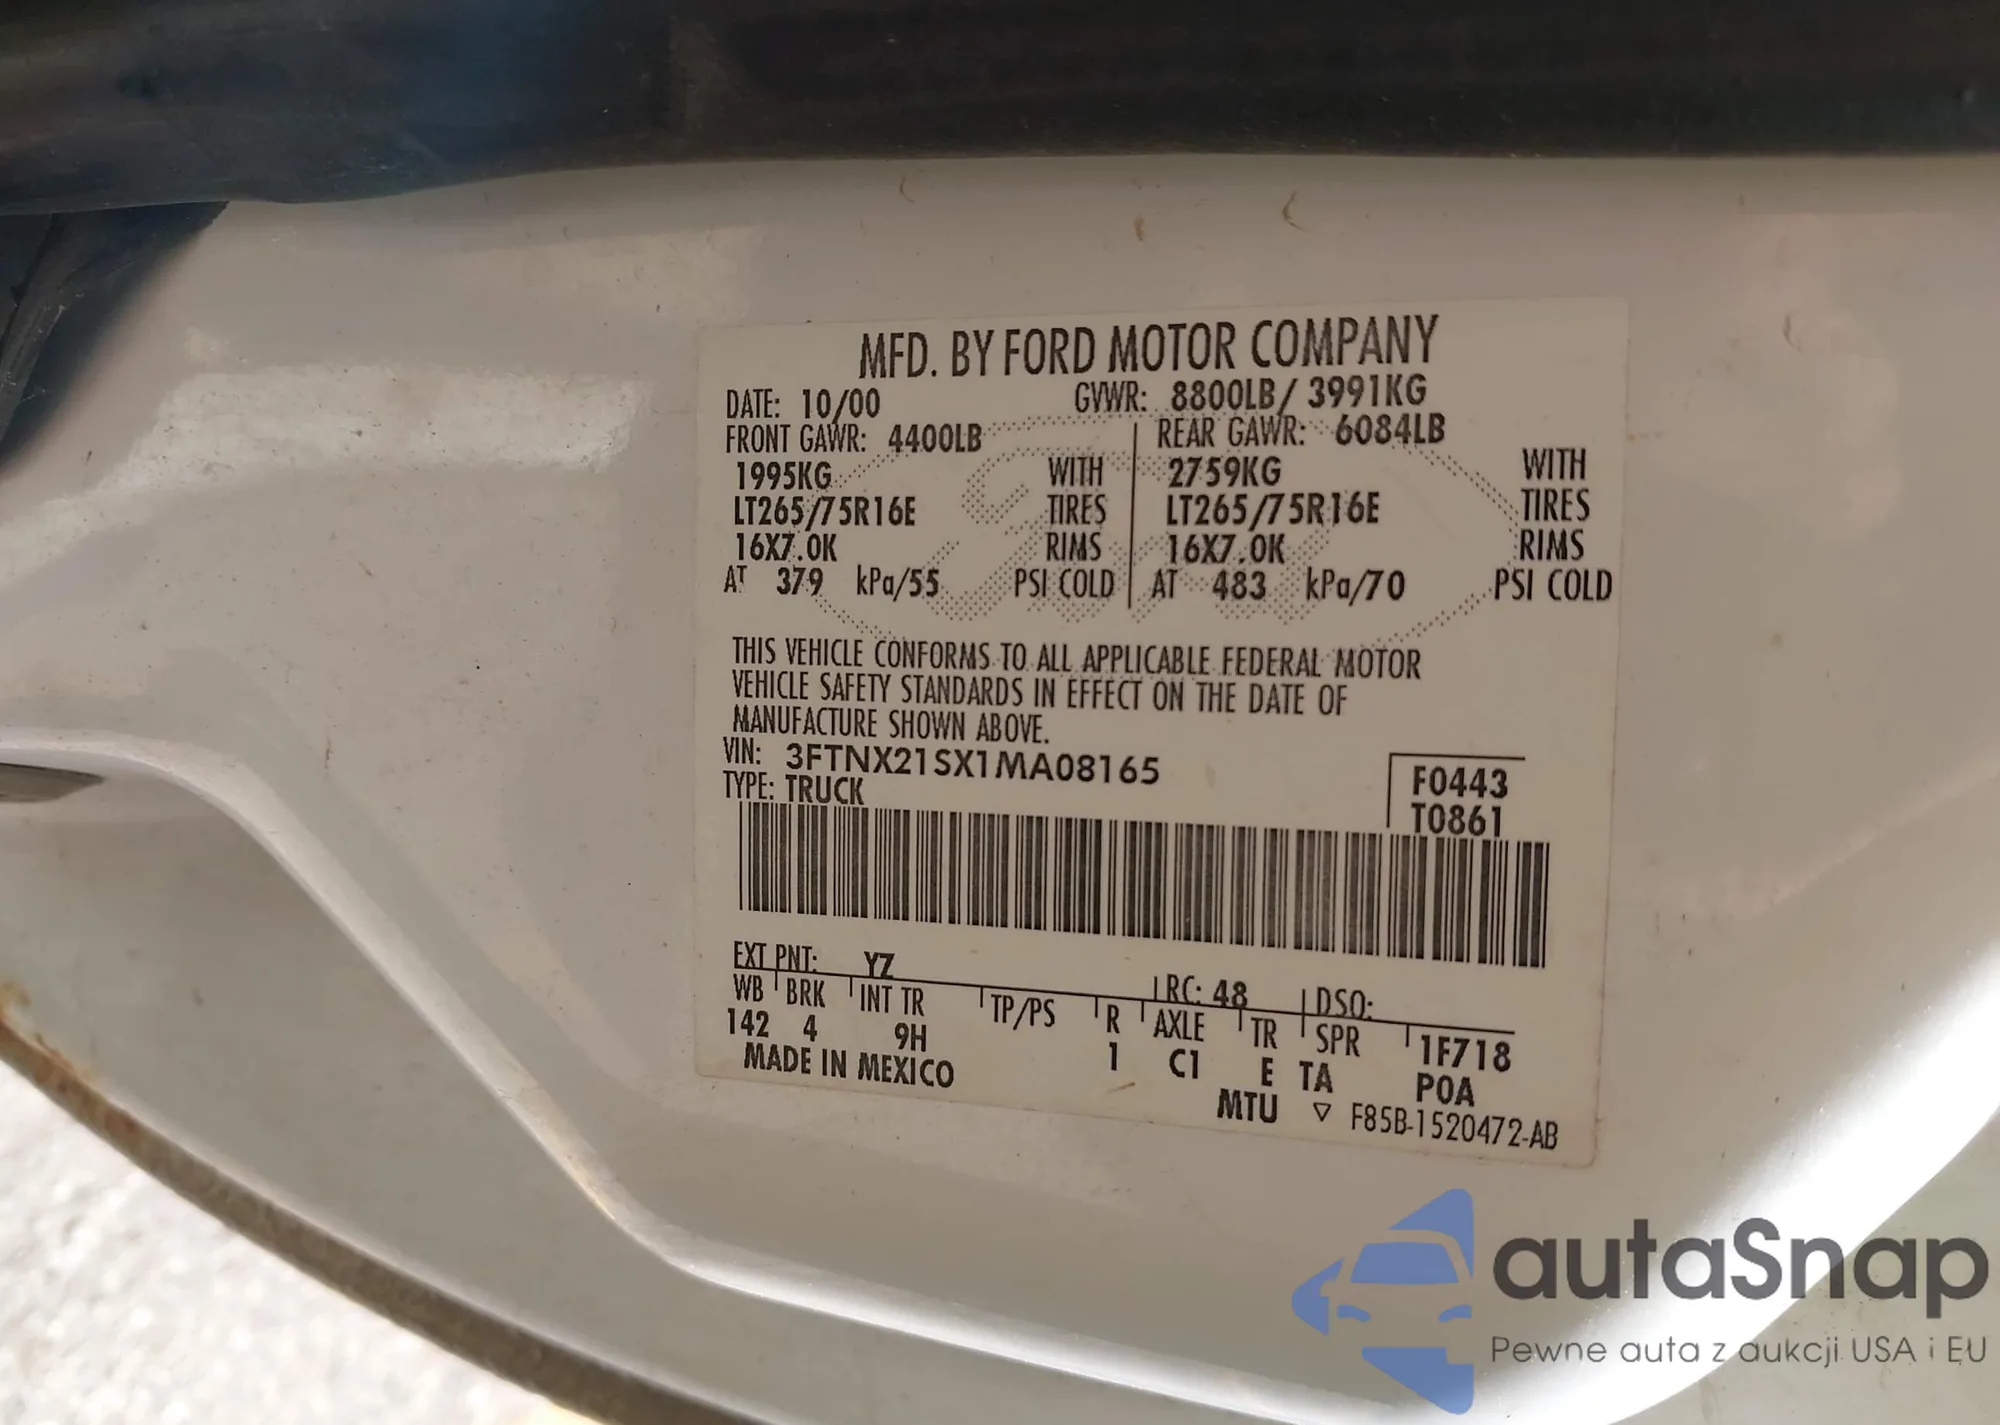 MFD. BY FORD MOTOR COMPANY
DATE: 10/00 GVWR: 8800LB/ 3991KG
FRONT GAWR: 4400LB REAR GAWR: 6084LB
1995KG WITH 2759KG WITH
LT265/75R16E TIRES LT265/75R16E TIRES
16X7.0K RIMS 16X7.0K RIMS
AT 379 kPa/55 PSI COLD AT 483 kPa/70 PSI COLD
THIS VEHICLE CONFORMS TO ALL APPLICABLE FEDERAL MOTOR
VEHICLE SAFETY STANDARDS IN EFFECT ON THE DATE OF
MANUFACTURE SHOWN ABOVE.
VIN: 3FTNX21SX1MA08165 F0443
TYPE: TRUCK T0861
EXT PNT: YZ RC: 48 DSO:
WB BRK INT TR TP/PS R AXLE TR SPR 1F718
142 4 9H 1 C1 E TA P0A
MADE IN MEXICO MTU ▽ F85B-1520472-AB
autaSnap
Pewne auta z aukcji USA i EU